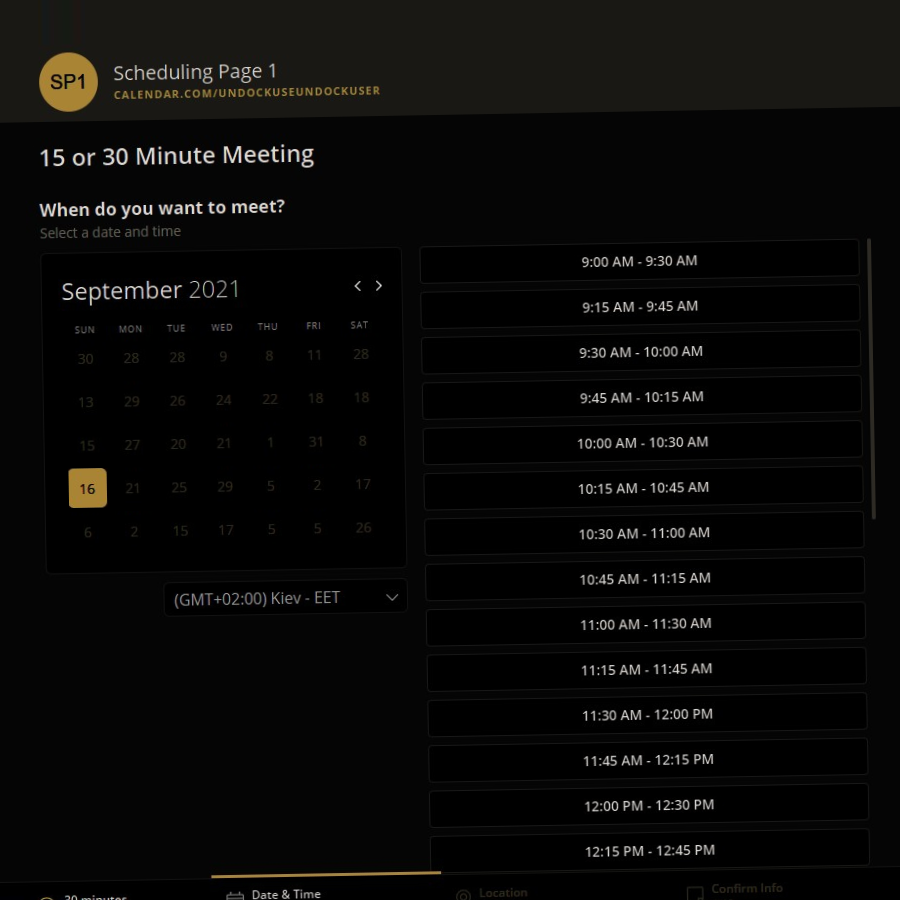 SP1
Scheduling Page 1
CALENDAR.COM/UNDOCKUSEUNDOCKUSER
15 or 30 Minute Meeting
When do you want to meet?
Select a date and time
September 2021
SUN MON TUE WED THU FRI SAT
30 28 28 9 8 11 28
13 29 26 24 22 18 18
15 27 20 21 1 31 8
16 21 25 29 5 2 17
6 2 15 17 5 5 26
(GMT+02:00) Kiev - EET
9:00 AM - 9:30 AM
9:15 AM - 9:45 AM
9:30 AM - 10:00 AM
9:45 AM - 10:15 AM
10:00 AM - 10:30 AM
10:15 AM - 10:45 AM
10:30 AM - 11:00 AM
10:45 AM - 11:15 AM
11:00 AM - 11:30 AM
11:15 AM - 11:45 AM
11:30 AM - 12:00 PM
11:45 AM - 12:15 PM
12:00 PM - 12:30 PM
12:15 PM - 12:45 PM
30 minutes
Date & Time
Location
Confirm Info